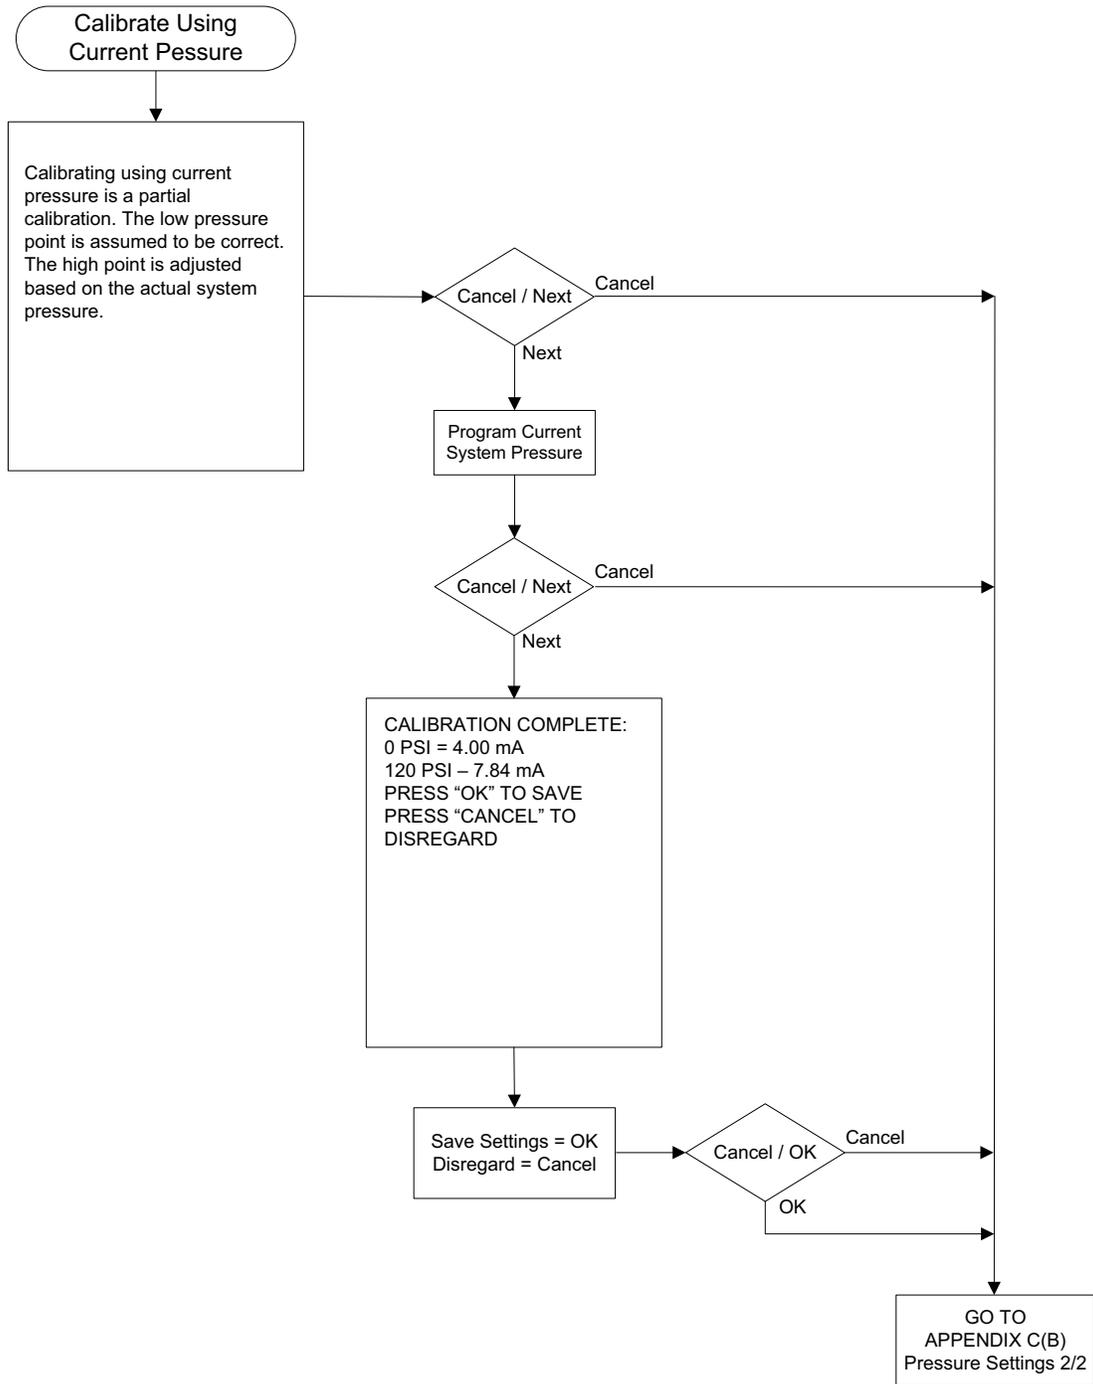 Calibrate Using
Current Pessure
Calibrating using current
pressure is a partial
calibration. The low pressure
point is assumed to be correct.
The high point is adjusted
based on the actual system
pressure.
Cancel / Next
Cancel
Next
Program Current
System Pressure
Cancel / Next
Cancel
Next
CALIBRATION COMPLETE:
0 PSI = 4.00 mA
120 PSI – 7.84 mA
PRESS “OK” TO SAVE
PRESS “CANCEL” TO
DISREGARD
Save Settings = OK
Disregard = Cancel
Cancel / OK
Cancel
OK
GO TO
APPENDIX C(B)
Pressure Settings 2/2